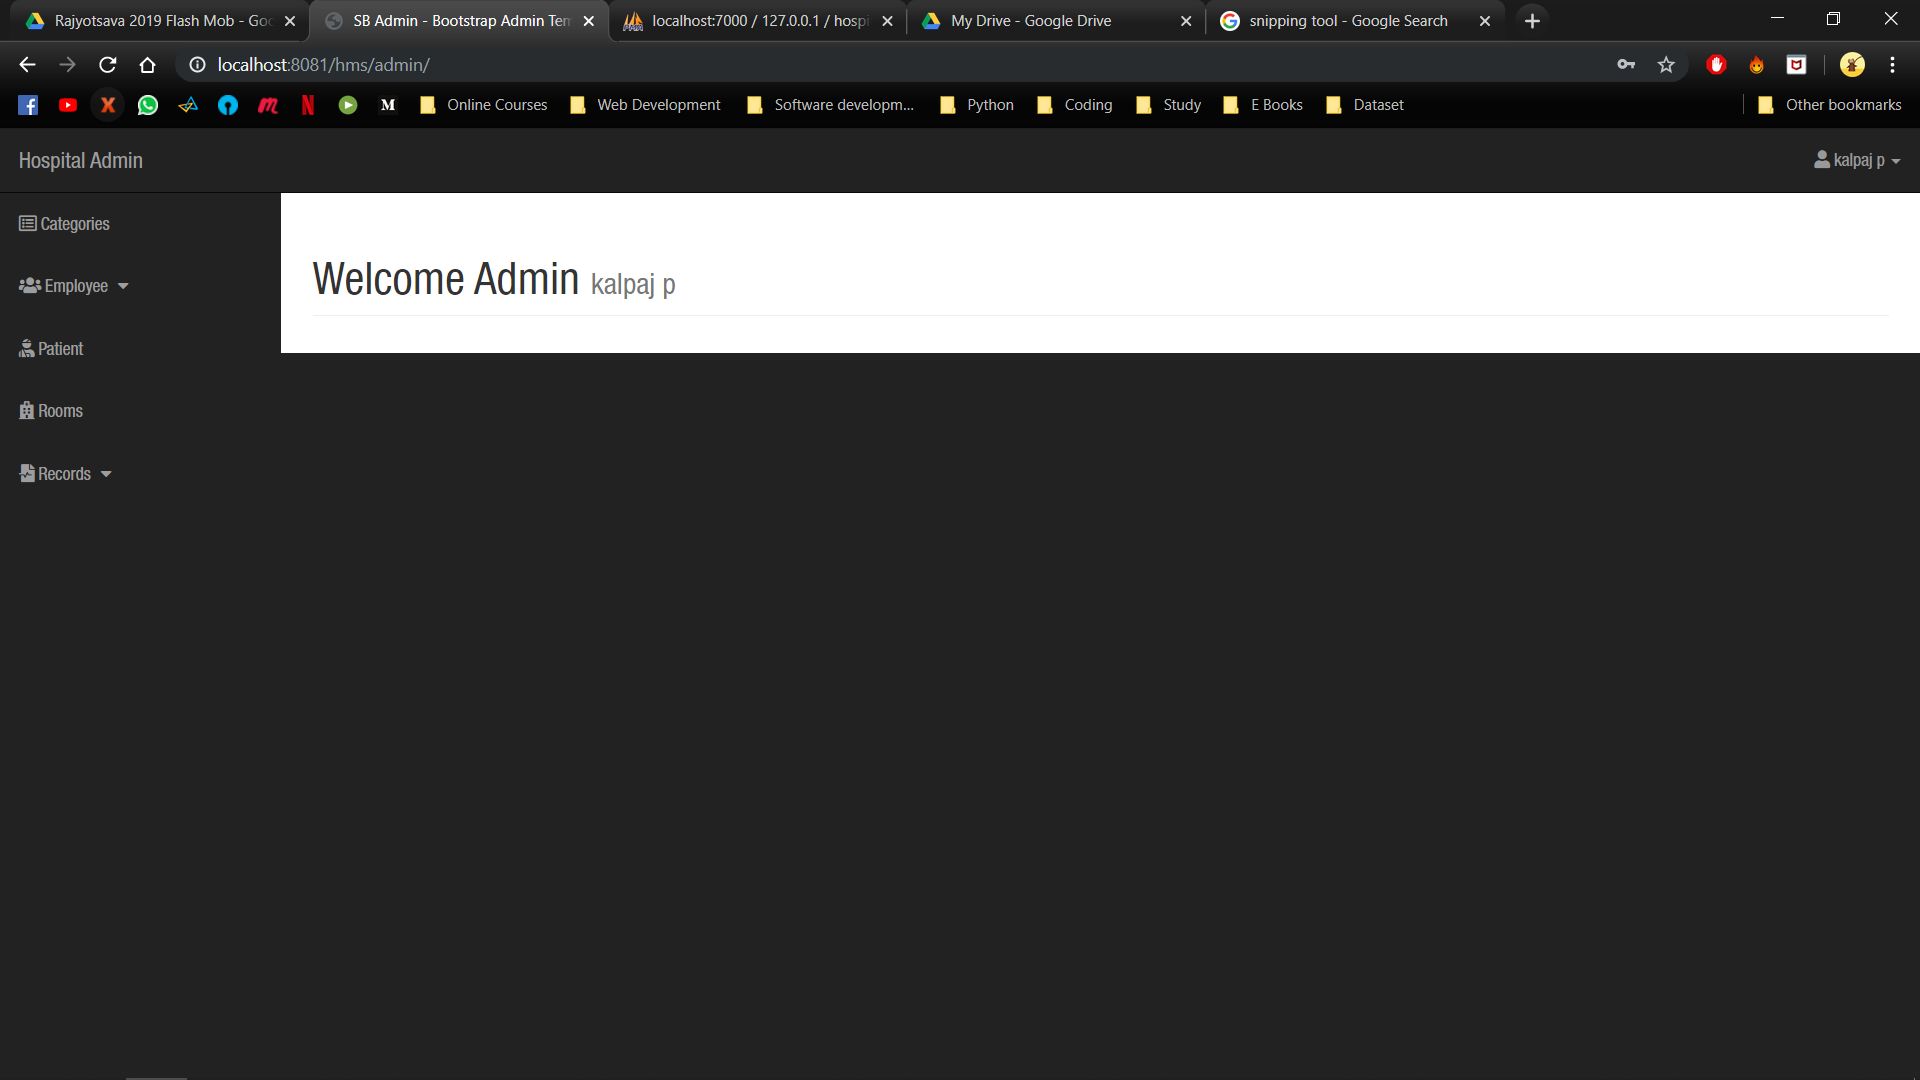 Rajyotsava 2019 Flash Mob - Goo
SB Admin - Bootstrap Admin Tem
localhost:7000 / 127.0.0.1 / hospi
My Drive - Google Drive
snipping tool - Google Search
localhost:8081/hms/admin/
M
Online Courses
Web Development
Software developm...
Python
Coding
Study
E Books
Dataset
Other bookmarks
Hospital Admin
kalpaj p
Categories
Employee
Patient
Rooms
Records
Welcome Admin kalpaj p